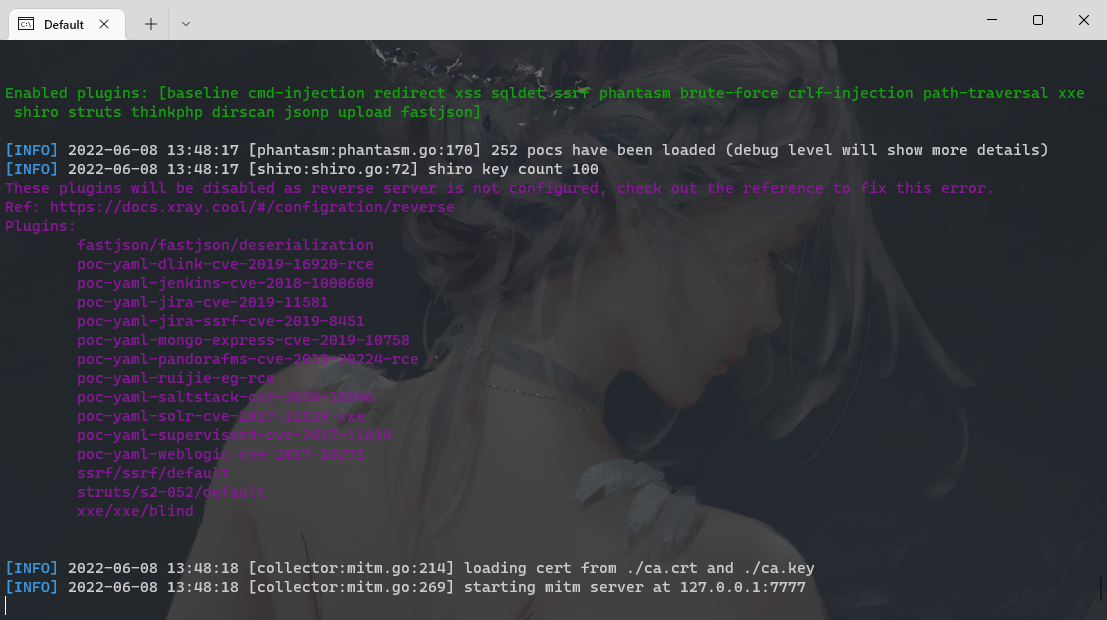 Default
Enabled plugins: [baseline cmd-injection redirect xss sqldet ssrf phantasm brute-force crlf-injection path-traversal xxe
shiro struts thinkphp dirscan jsonp upload fastjson]
[INFO] 2022-06-08 13:48:17 [phantasm:phantasm.go:170] 252 pocs have been loaded (debug level will show more details)
[INFO] 2022-06-08 13:48:17 [shiro:shiro.go:72] shiro key count 100
These plugins will be disabled as reverse server is not configured, check out the reference to fix this error.
Ref: https://docs.xray.cool/#/configration/reverse
Plugins:
fastjson/fastjson/deserialization
poc-yaml-dlink-cve-2019-16920-rce
poc-yaml-jenkins-cve-2018-1000600
poc-yaml-jira-cve-2019-11581
poc-yaml-jira-ssrf-cve-2019-8451
poc-yaml-mongo-express-cve-2019-10758
poc-yaml-pandorafms-cve-2019-20224-rce
poc-yaml-ruijie-eg-rce
poc-yaml-saltstack-cve-2020-16846
poc-yaml-solr-cve-2017-12629-xxe
poc-yaml-supervisord-cve-2017-11610
poc-yaml-weblogic-cve-2017-10271
ssrf/ssrf/default
struts/s2-052/default
xxe/xxe/blind
[INFO] 2022-06-08 13:48:18 [collector:mitm.go:214] loading cert from ./ca.crt and ./ca.key
[INFO] 2022-06-08 13:48:18 [collector:mitm.go:269] starting mitm server at 127.0.0.1:7777